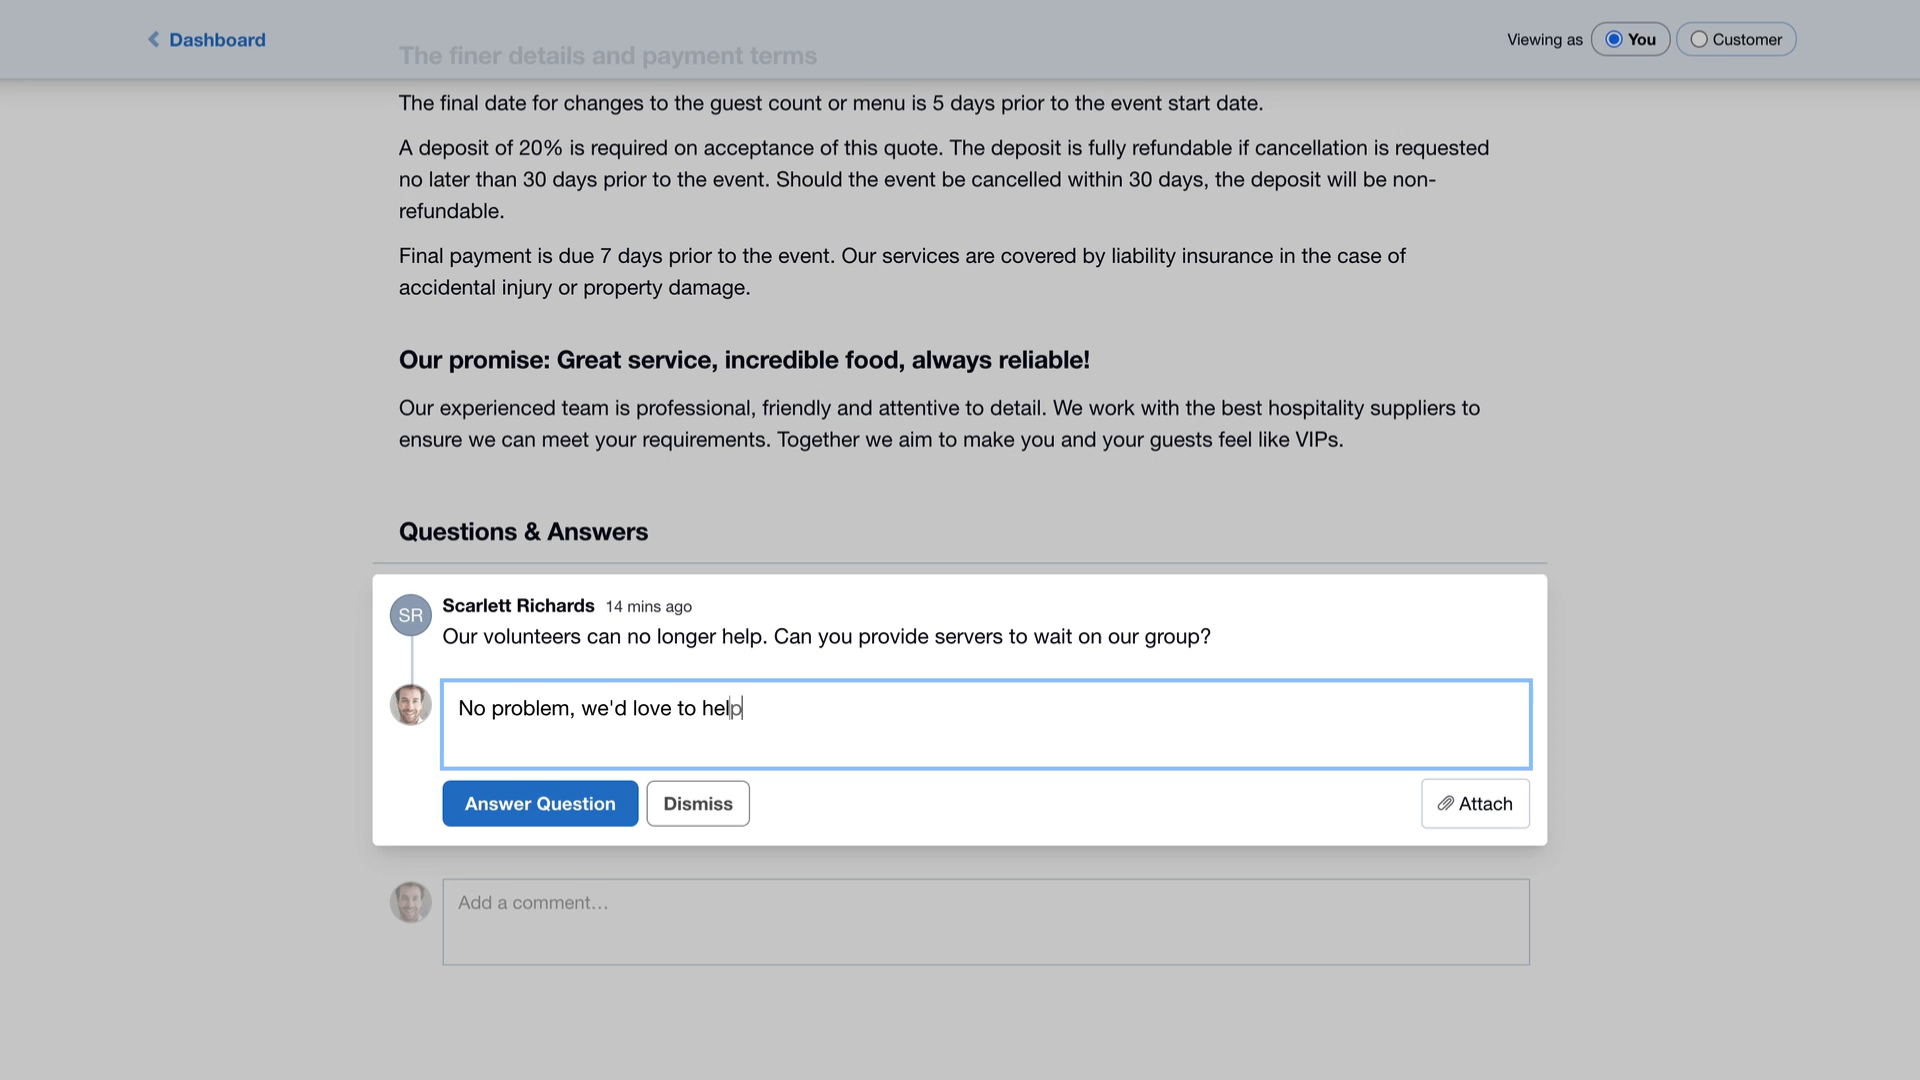 Dashboard
Viewing as
You
Customer
The finer details and payment terms
The final date for changes to the guest count or menu is 5 days prior to the event start date.
A deposit of 20% is required on acceptance of this quote. The deposit is fully refundable if cancellation is requested
no later than 30 days prior to the event. Should the event be cancelled within 30 days, the deposit will be non-
refundable.
Final payment is due 7 days prior to the event. Our services are covered by liability insurance in the case of
accidental injury or property damage.
Our promise: Great service, incredible food, always reliable!
Our experienced team is professional, friendly and attentive to detail. We work with the best hospitality suppliers to
ensure we can meet your requirements. Together we aim to make you and your guests feel like VIPs.
Questions & Answers
SR
Scarlett Richards 14 mins ago
Our volunteers can no longer help. Can you provide servers to wait on our group?
No problem, we'd love to help
Answer Question
Dismiss
Attach
Add a comment…